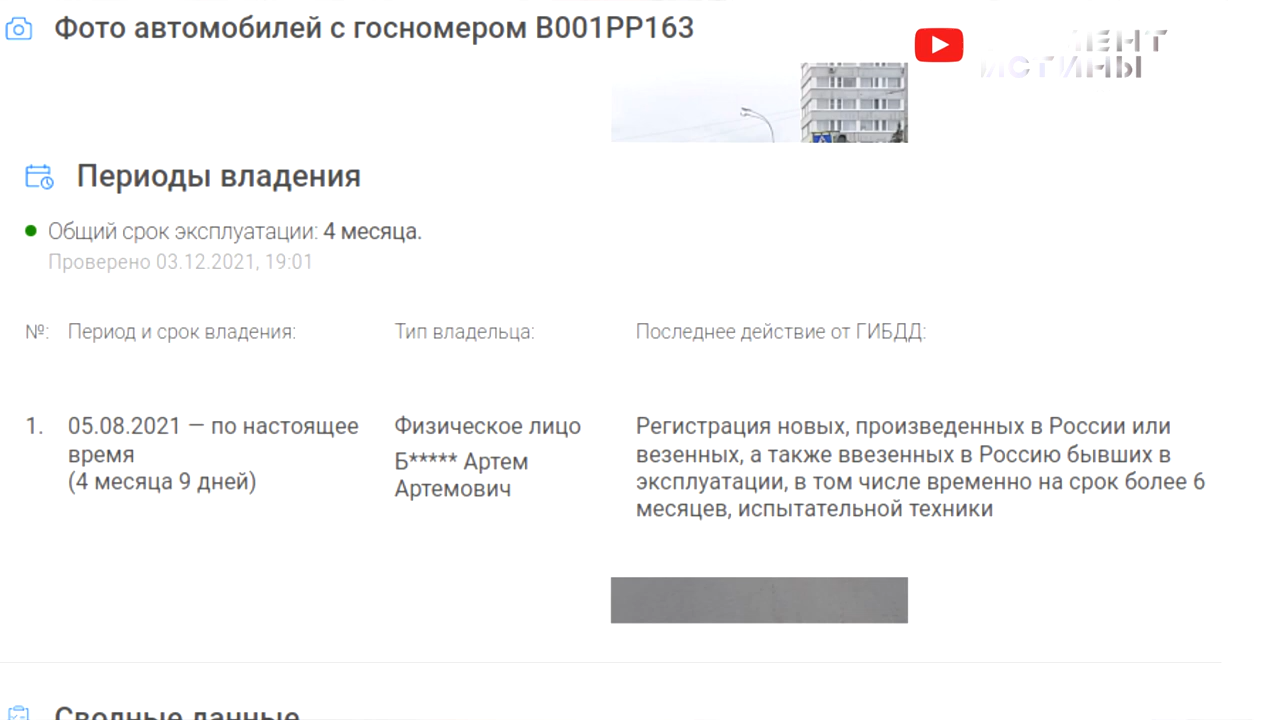 Фото автомобилей с госномером В001РР163
ИСТИНЫ
Периоды владения
Общий срок эксплуатации: 4 месяца.
Проверено 03.12.2021, 19:01
№: Период и срок владения: Тип владельца: Последнее действие от ГИБДД:
1. 05.08.2021 — по настоящее Физическое лицо Регистрация новых, произведенных в России или
время Б***** Артем везенных, а также ввезенных в Россию бывших в
(4 месяца 9 дней) Артемович эксплуатации, в том числе временно на срок более 6
месяцев, испытательной техники
Сводные данные